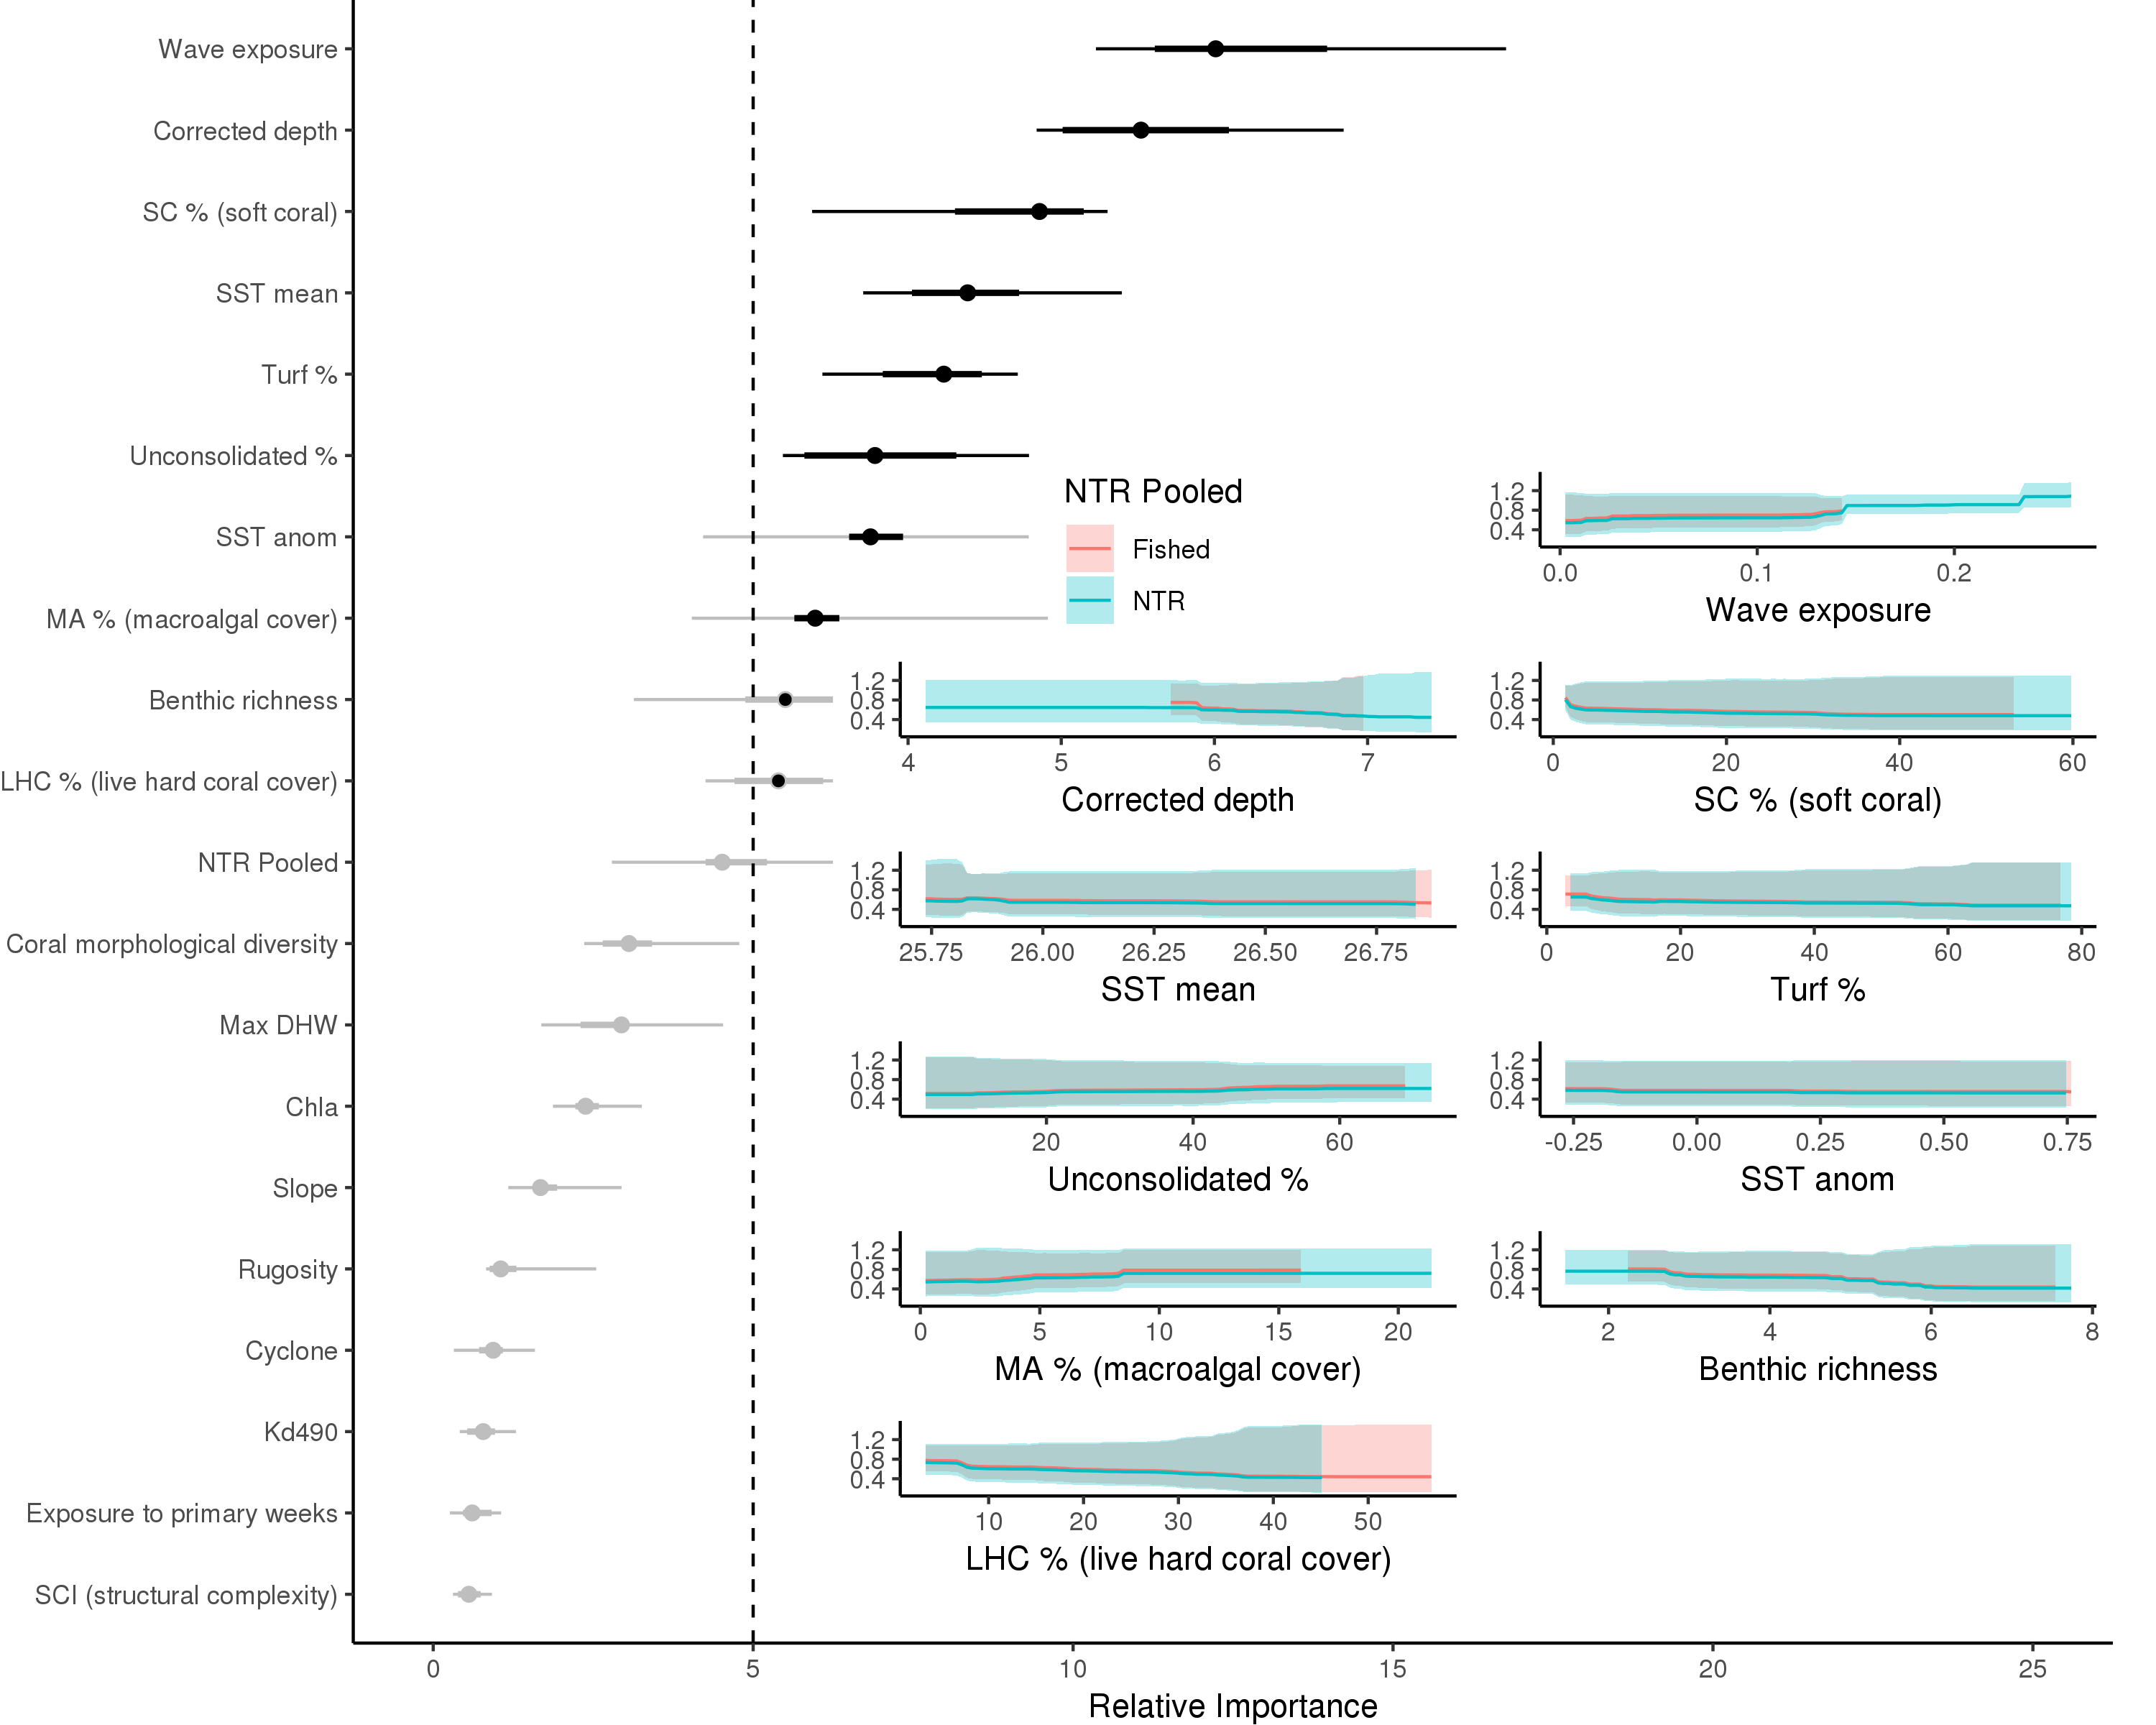 Wave exposure
Corrected depth
SC % (soft coral)
SST mean
Turf %
Unconsolidated %
SST anom
MA % (macroalgal cover)
Benthic richness
LHC % (live hard coral cover)
NTR Pooled
Coral morphological diversity
Max DHW
Chla
Slope
Rugosity
Cyclone
Kd490
Exposure to primary weeks
SCI (structural complexity)
0 5 10 15 20 25
Relative Importance
NTR Pooled
Fished
NTR
1.2
0.8
0.4
0.0 0.1 0.2
Wave exposure
1.2
0.8
0.4
4 5 6 7
Corrected depth
1.2
0.8
0.4
0 20 40 60
SC % (soft coral)
1.2
0.8
0.4
25.75 26.00 26.25 26.50 26.75
SST mean
1.2
0.8
0.4
0 20 40 60 80
Turf %
1.2
0.8
0.4
20 40 60
Unconsolidated %
1.2
0.8
0.4
-0.25 0.00 0.25 0.50 0.75
SST anom
1.2
0.8
0.4
0 5 10 15 20
MA % (macroalgal cover)
1.2
0.8
0.4
2 4 6 8
Benthic richness
1.2
0.8
0.4
10 20 30 40 50
LHC % (live hard coral cover)